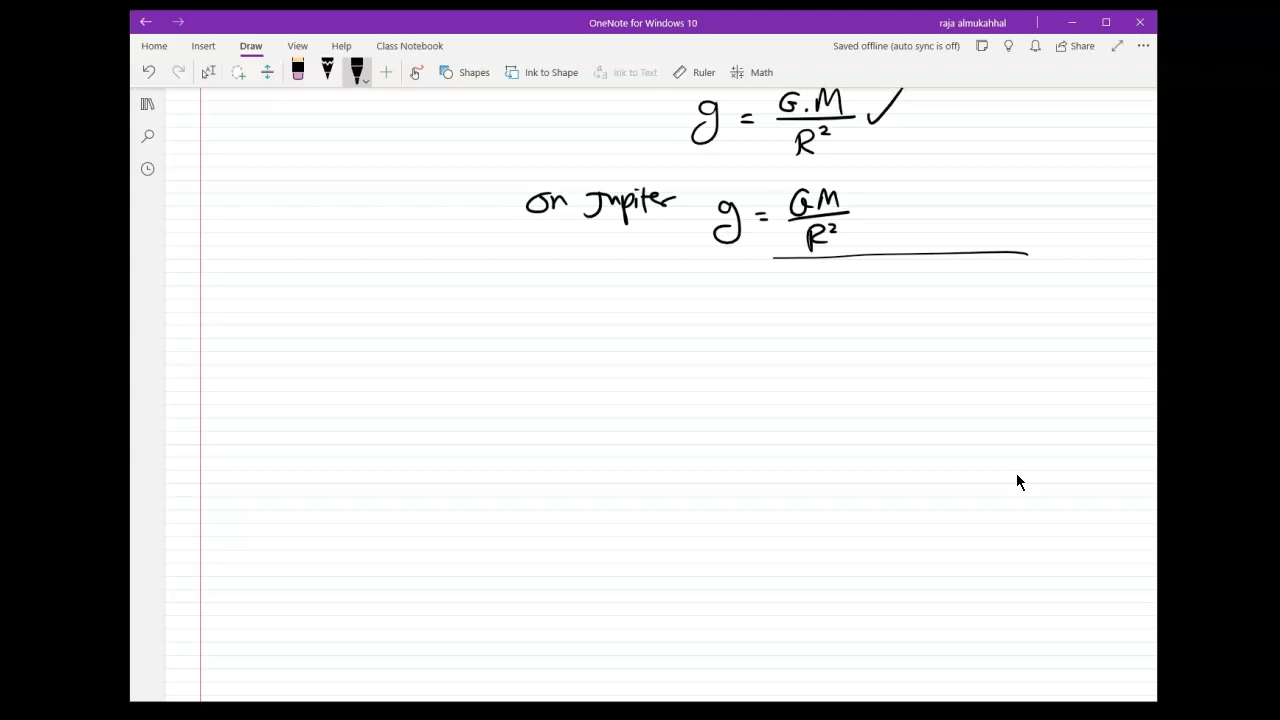 OneNote for Windows 10
raja almukahhal
Home Insert Draw View Help Class Notebook
Saved offline (auto sync is off) Share
Shapes Ink to Shape Ink to Text Ruler Math
g = G.M / R² ✓
On Jupiter g = GM / R²